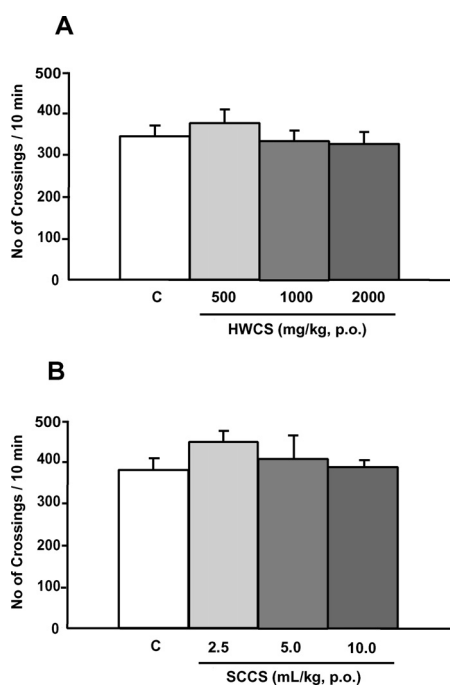 A
No of Crossings / 10 min
500
400
300
200
100
0
C 500 1000 2000
HWCS (mg/kg, p.o.)
B
No of Crossings / 10 min
500
400
300
400
100
0
C 2.5 5.0 10.0
SCCS (mL/kg, p.o.)